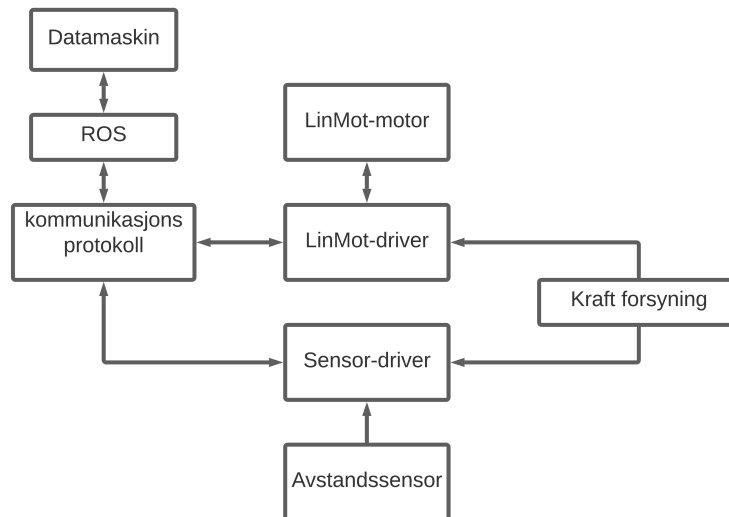 Datamaskin
ROS
LinMot-motor
kommunikasjons
protokoll
LinMot-driver
Kraft forsyning
Sensor-driver
Avstandssensor